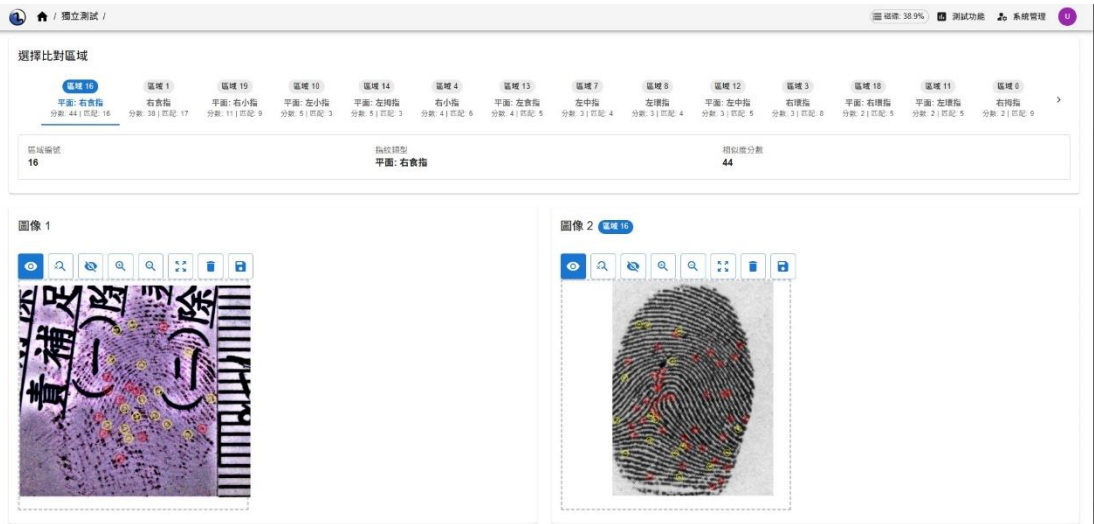 / 獨立測試 /
磁碟: 38.9%
測試功能
系統管理
U
選擇比對區域
區域 16
平面: 右食指
分數: 44 | 匹配: 16
區域 1
右食指
分數: 38 | 匹配: 17
區域 19
平面: 右小指
分數: 11 | 匹配: 9
區域 10
平面: 左小指
分數: 5 | 匹配: 3
區域 14
平面: 左拇指
分數: 5 | 匹配: 3
區域 4
右小指
分數: 4 | 匹配: 6
區域 13
平面: 左食指
分數: 4 | 匹配: 5
區域 7
左中指
分數: 3 | 匹配: 4
區域 8
左環指
分數: 3 | 匹配: 4
區域 12
平面: 左中指
分數: 3 | 匹配: 5
區域 3
右環指
分數: 3 | 匹配: 8
區域 18
平面: 右環指
分數: 2 | 匹配: 5
區域 11
平面: 左環指
分數: 2 | 匹配: 5
區域 0
右拇指
分數: 2 | 匹配: 9
區域編號
16
指紋類型
平面: 右食指
相似度分數
44
圖像 1
圖像 2
區域 16
責補足
(一)除
(二)除